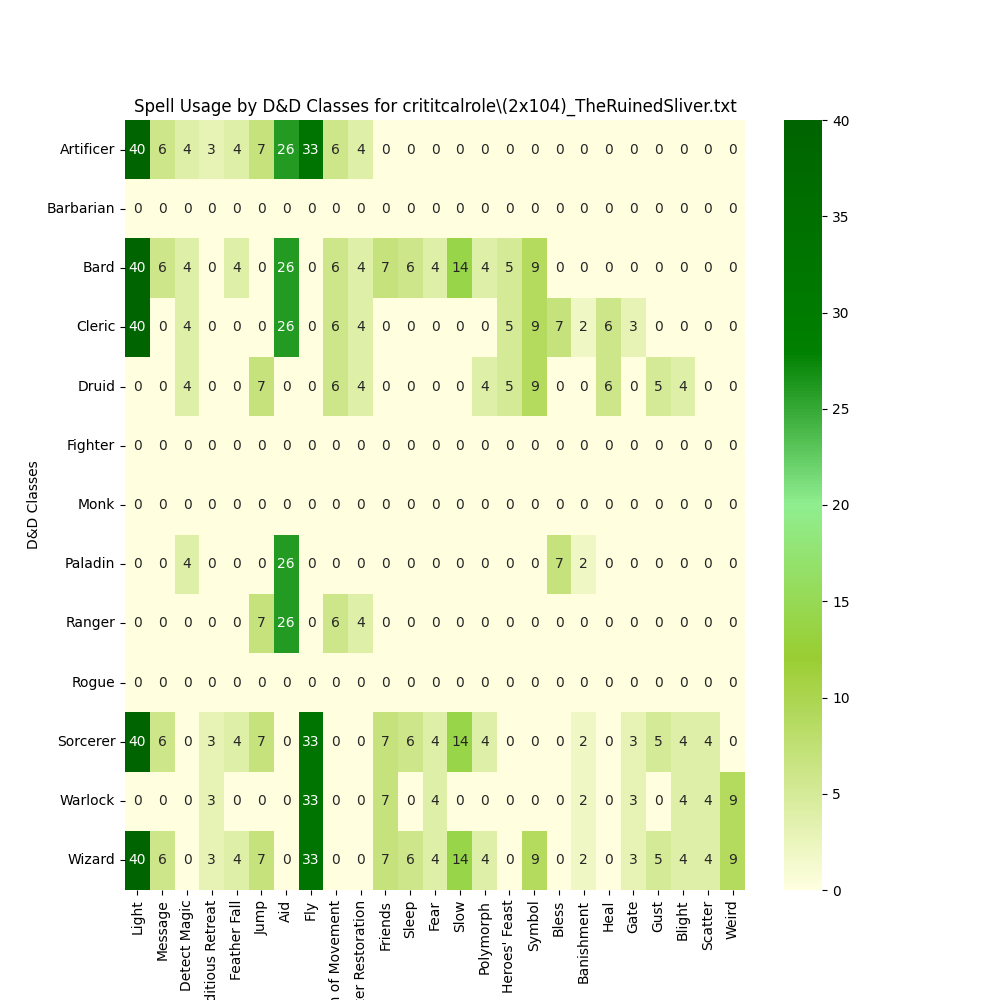 Spell Usage by D&D Classes for crititcalrole\(2x104)_TheRuinedSliver.txt
Artificer 40 6 4 3 4 7 26 33 6 4 0 0 0 0 0 0 0 0 0 0 0 0 0 0 0
Barbarian 0 0 0 0 0 0 0 0 0 0 0 0 0 0 0 0 0 0 0 0 0 0 0 0 0
Bard 40 6 4 0 4 0 26 0 6 4 7 6 4 14 4 5 9 0 0 0 0 0 0 0 0
Cleric 40 0 4 0 0 0 26 0 6 4 0 0 0 0 0 5 9 7 2 6 3 0 0 0 0
Druid 0 0 4 0 0 7 0 0 6 4 0 0 0 0 4 5 9 0 0 6 0 5 4 0 0
Fighter 0 0 0 0 0 0 0 0 0 0 0 0 0 0 0 0 0 0 0 0 0 0 0 0 0
Monk 0 0 0 0 0 0 0 0 0 0 0 0 0 0 0 0 0 0 0 0 0 0 0 0 0
Paladin 0 0 4 0 0 0 26 0 0 0 0 0 0 0 0 0 0 7 2 0 0 0 0 0 0
Ranger 0 0 0 0 0 7 26 0 6 4 0 0 0 0 0 0 0 0 0 0 0 0 0 0 0
Rogue 0 0 0 0 0 0 0 0 0 0 0 0 0 0 0 0 0 0 0 0 0 0 0 0 0
Sorcerer 40 6 0 3 4 7 0 33 0 0 7 6 4 14 4 0 0 0 2 0 3 5 4 4 0
Warlock 0 0 0 3 0 0 0 33 0 0 7 0 4 0 0 0 0 0 2 0 3 0 4 4 9
Wizard 40 6 0 3 4 7 0 33 0 0 7 6 4 14 4 0 9 0 2 0 3 5 4 4 9
D&D Classes
Light
Message
Detect Magic
ditious Retreat
Feather Fall
Jump
Aid
Fly
of Movement
er Restoration
Friends
Sleep
Fear
Slow
Polymorph
Heroes' Feast
Symbol
Bless
Banishment
Heal
Gate
Gust
Blight
Scatter
Weird
40
35
30
25
20
15
10
5
0